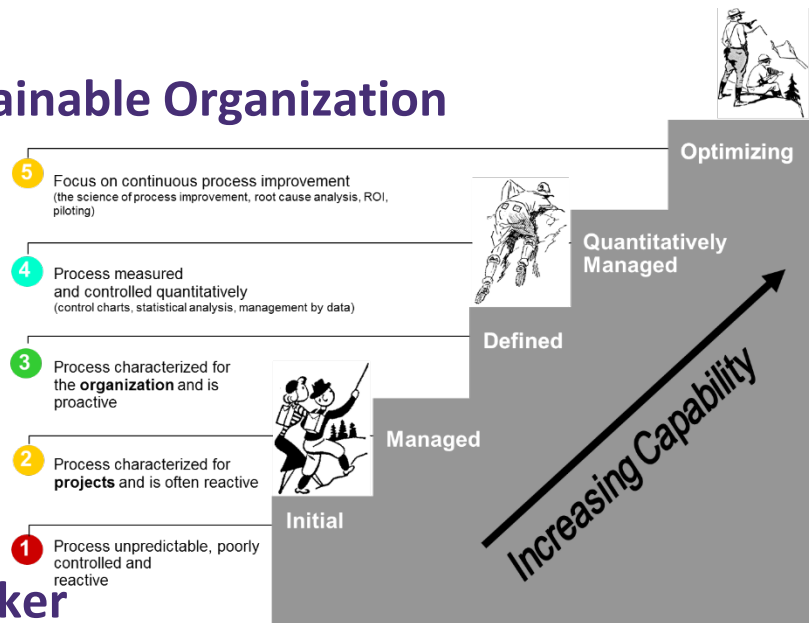 ainable Organization
Optimizing
5
Focus on continuous process improvement
(the science of process improvement, root cause analysis, ROI,
piloting)
Quantitatively
Managed
4
Process measured
and controlled quantitatively
(control charts, statistical analysis, management by data)
Defined
3
Process characterized for
the organization and is
proactive
Managed
2
Process characterized for
projects and is often reactive
Initial
1
Process unpredictable, poorly
controlled and
reactive
Increasing Capability
ker